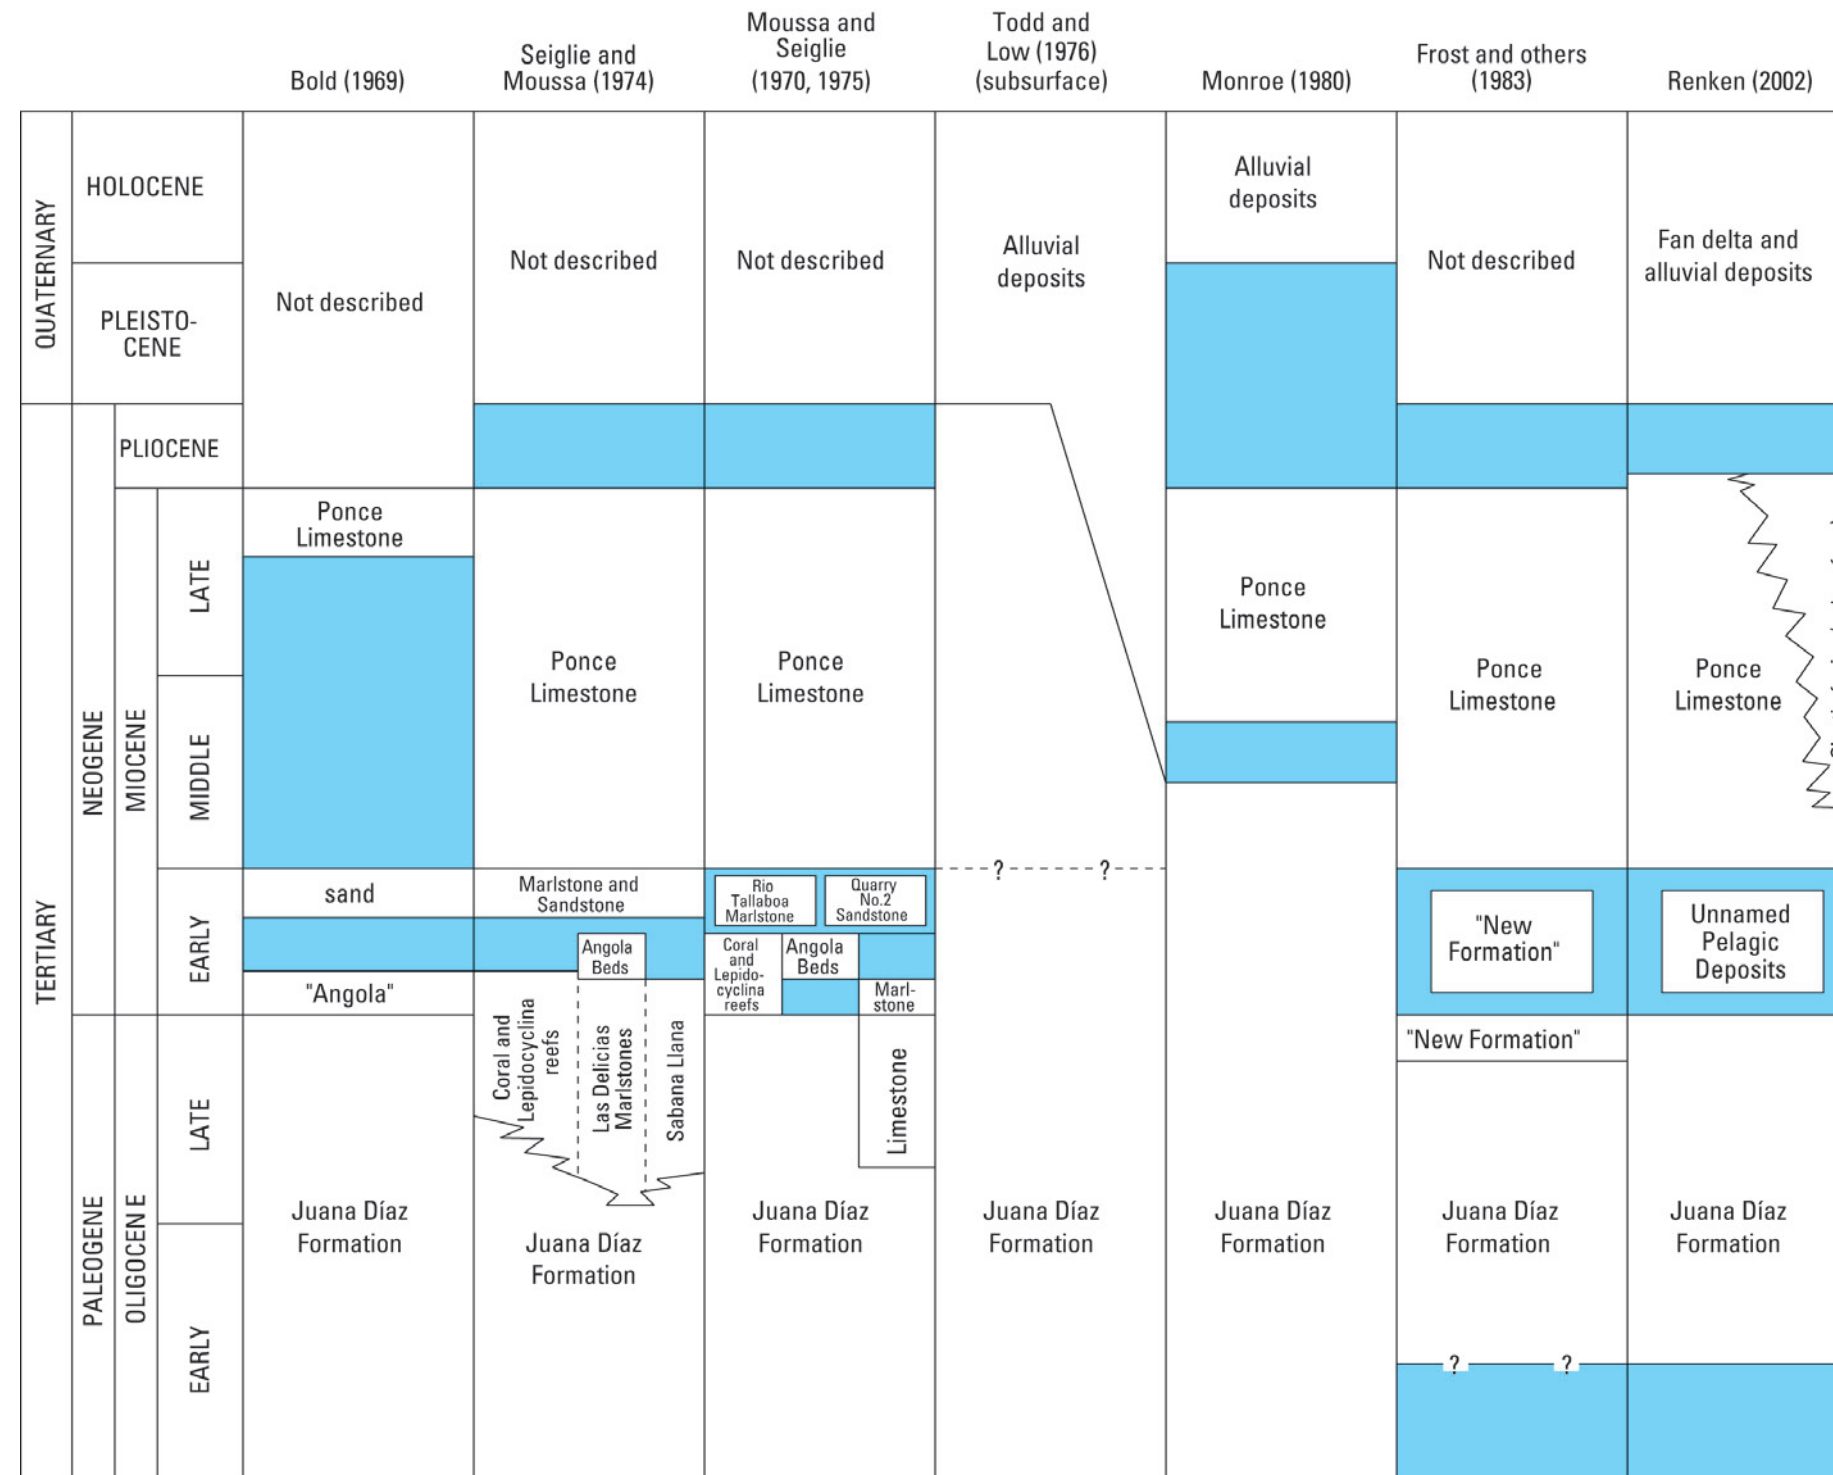 Bold (1969)
Seiglie and
Moussa (1974)
Moussa and
Seiglie
(1970, 1975)
Todd and
Low (1976)
(subsurface)
Monroe (1980)
Frost and others
(1983)
Renken (2002)
QUATERNARY
HOLOCENE
PLEISTO-
CENE
TERTIARY
NEOGENE
PLIOCENE
MIOCENE
LATE
MIDDLE
EARLY
PALEOGENE
OLIGOCEN E
LATE
EARLY
Not described
Ponce
Limestone
sand
"Angola"
Juana Díaz
Formation
Not described
Ponce
Limestone
Marlstone and
Sandstone
Angola
Beds
Coral and
Lepidocyclina
reefs
Las Delicias
Marlstones
Sabana Llana
Juana Díaz
Formation
Not described
Ponce
Limestone
Rio
Tallaboa
Marlstone
Quarry
No.2
Sandstone
Coral
and
Lepido-
cyclina
reefs
Angola
Beds
Marl-
stone
Limestone
Juana Díaz
Formation
Alluvial
deposits
? ?
Juana Díaz
Formation
Alluvial
deposits
Ponce
Limestone
Juana Díaz
Formation
Not described
Ponce
Limestone
"New
Formation"
"New Formation"
Juana Díaz
Formation
? ?
Fan delta and
alluvial deposits
Ponce
Limestone
Unnamed
Pelagic
Deposits
Juana Díaz
Formation